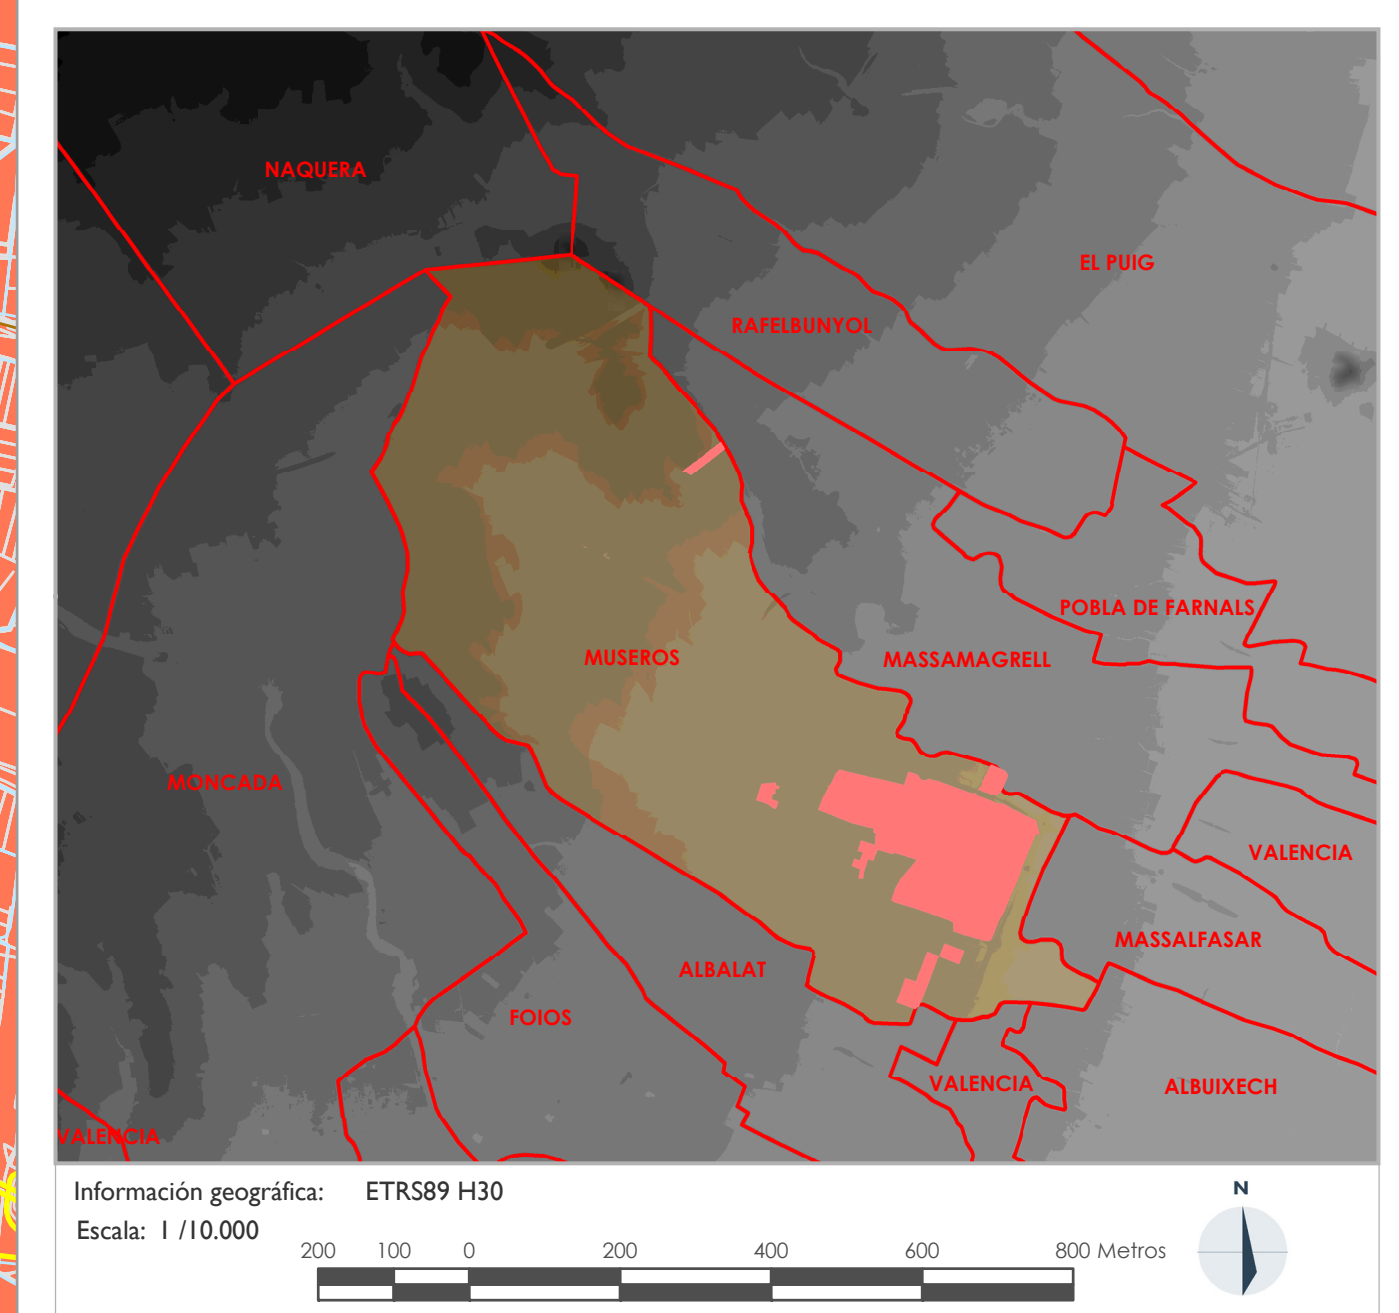 NAQUERA
EL PUIG
RAFELBUNYOL
POBLA DE FARNALS
MUSEROS
MASSAMAGRELL
MONCADA
VALENCIA
MASSALFASAR
ALBALAT
FOIOS
VALENCIA
ALBUIXECH
VALENCIA
Información geográfica: ETRS89 H30
N
Escala: 1 /10.000
200 100 0 200 400 600 800 Metros